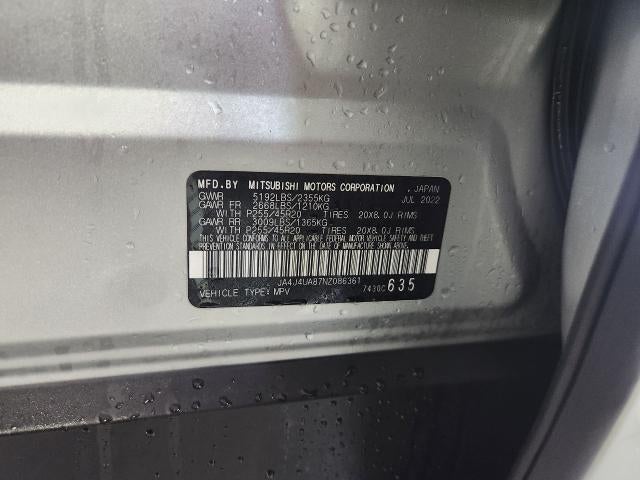 MFD.BY MITSUBISHI MOTORS CORPORATION . JAPAN
GVWR 5192LBS/2355KG JUL 2022
GAWR FR 2668LBS/1210KG
WITH P255/45R20 TIRES 20X8.0J RIMS
GAWR RR 3009LBS/1365KG
WITH P255/45R20 TIRES 20X8.0J RIMS
THIS VEHICLE CONFORMS TO ALL APPLICABLE
FEDERAL MOTOR VEHICLE SAFETY AND THEFT
PREVENTION STANDARDS IN EFFECT ON THE DATE
OF MANUFACTURE SHOWN ABOVE.
JA4J4UA87NZ086361
VEHICLE TYPE: MPV 7430C 635